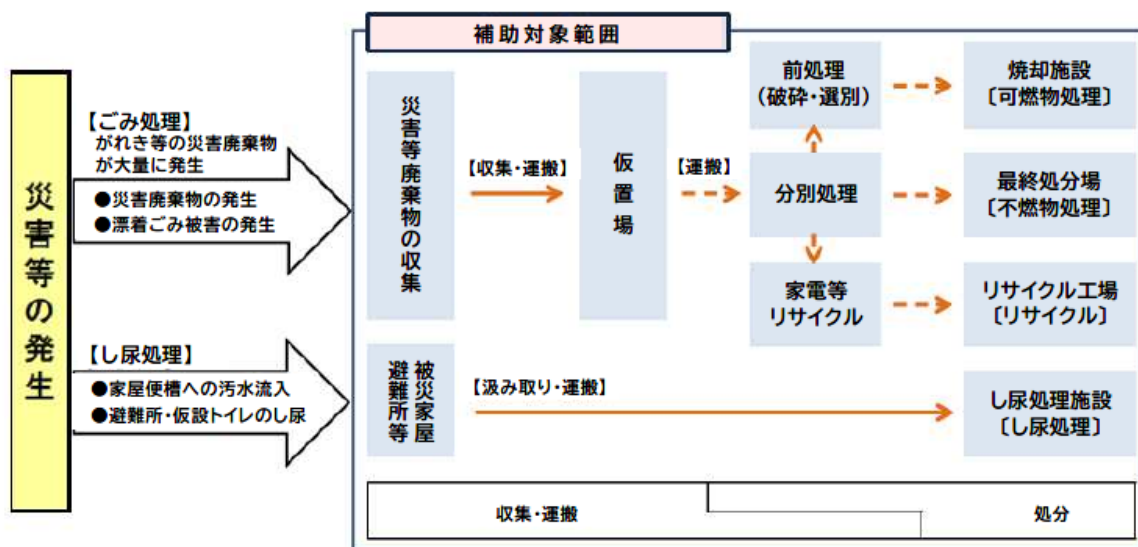 補助対象範囲
災害等の発生
【ごみ処理】
がれき等の災害廃棄物
が大量に発生
●災害廃棄物の発生
●漂着ごみ被害の発生
【し尿処理】
●家屋便槽への汚水流入
●避難所・仮設トイレのし尿
災害等廃棄物の収集
【収集・運搬】
仮置場
【運搬】
前処理
（破砕・選別）
分別処理
家電等
リサイクル
焼却施設
〔可燃物処理〕
最終処分場
〔不燃物処理〕
リサイクル工場
〔リサイクル〕
被災家屋
避難所等
【汲み取り・運搬】
し尿処理施設
〔し尿処理〕
収集・運搬
処分